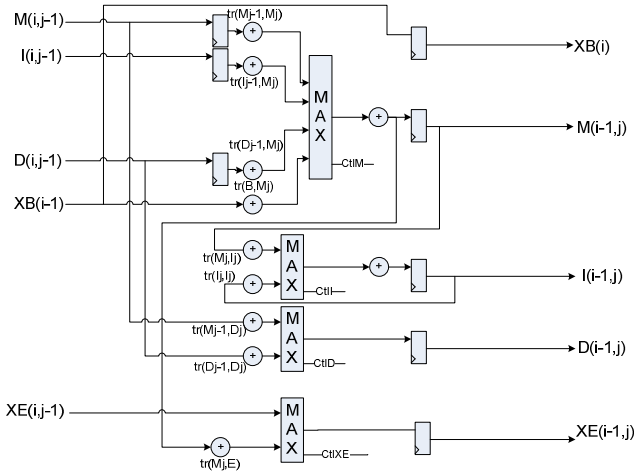 M(i,j-1)
tr(Mj-1,Mj)
+
XB(i)
I(i,j-1)
+
tr(Ij-1,Mj)
MAX
+
M(i-1,j)
tr(Dj-1,Mj)
D(i,j-1)
+
CtlM
tr(B,Mj)
XB(i-1)
+
+
tr(Mj,Ij)
MAX
+
tr(Ij,Ij)
+
I(i-1,j)
CtlI
+
tr(Mj-1,Dj)
MAX
D(i-1,j)
+
tr(Dj-1,Dj)
CtlD
XE(i,j-1)
MAX
XE(i-1,j)
+
CtlXE
tr(Mj,E)